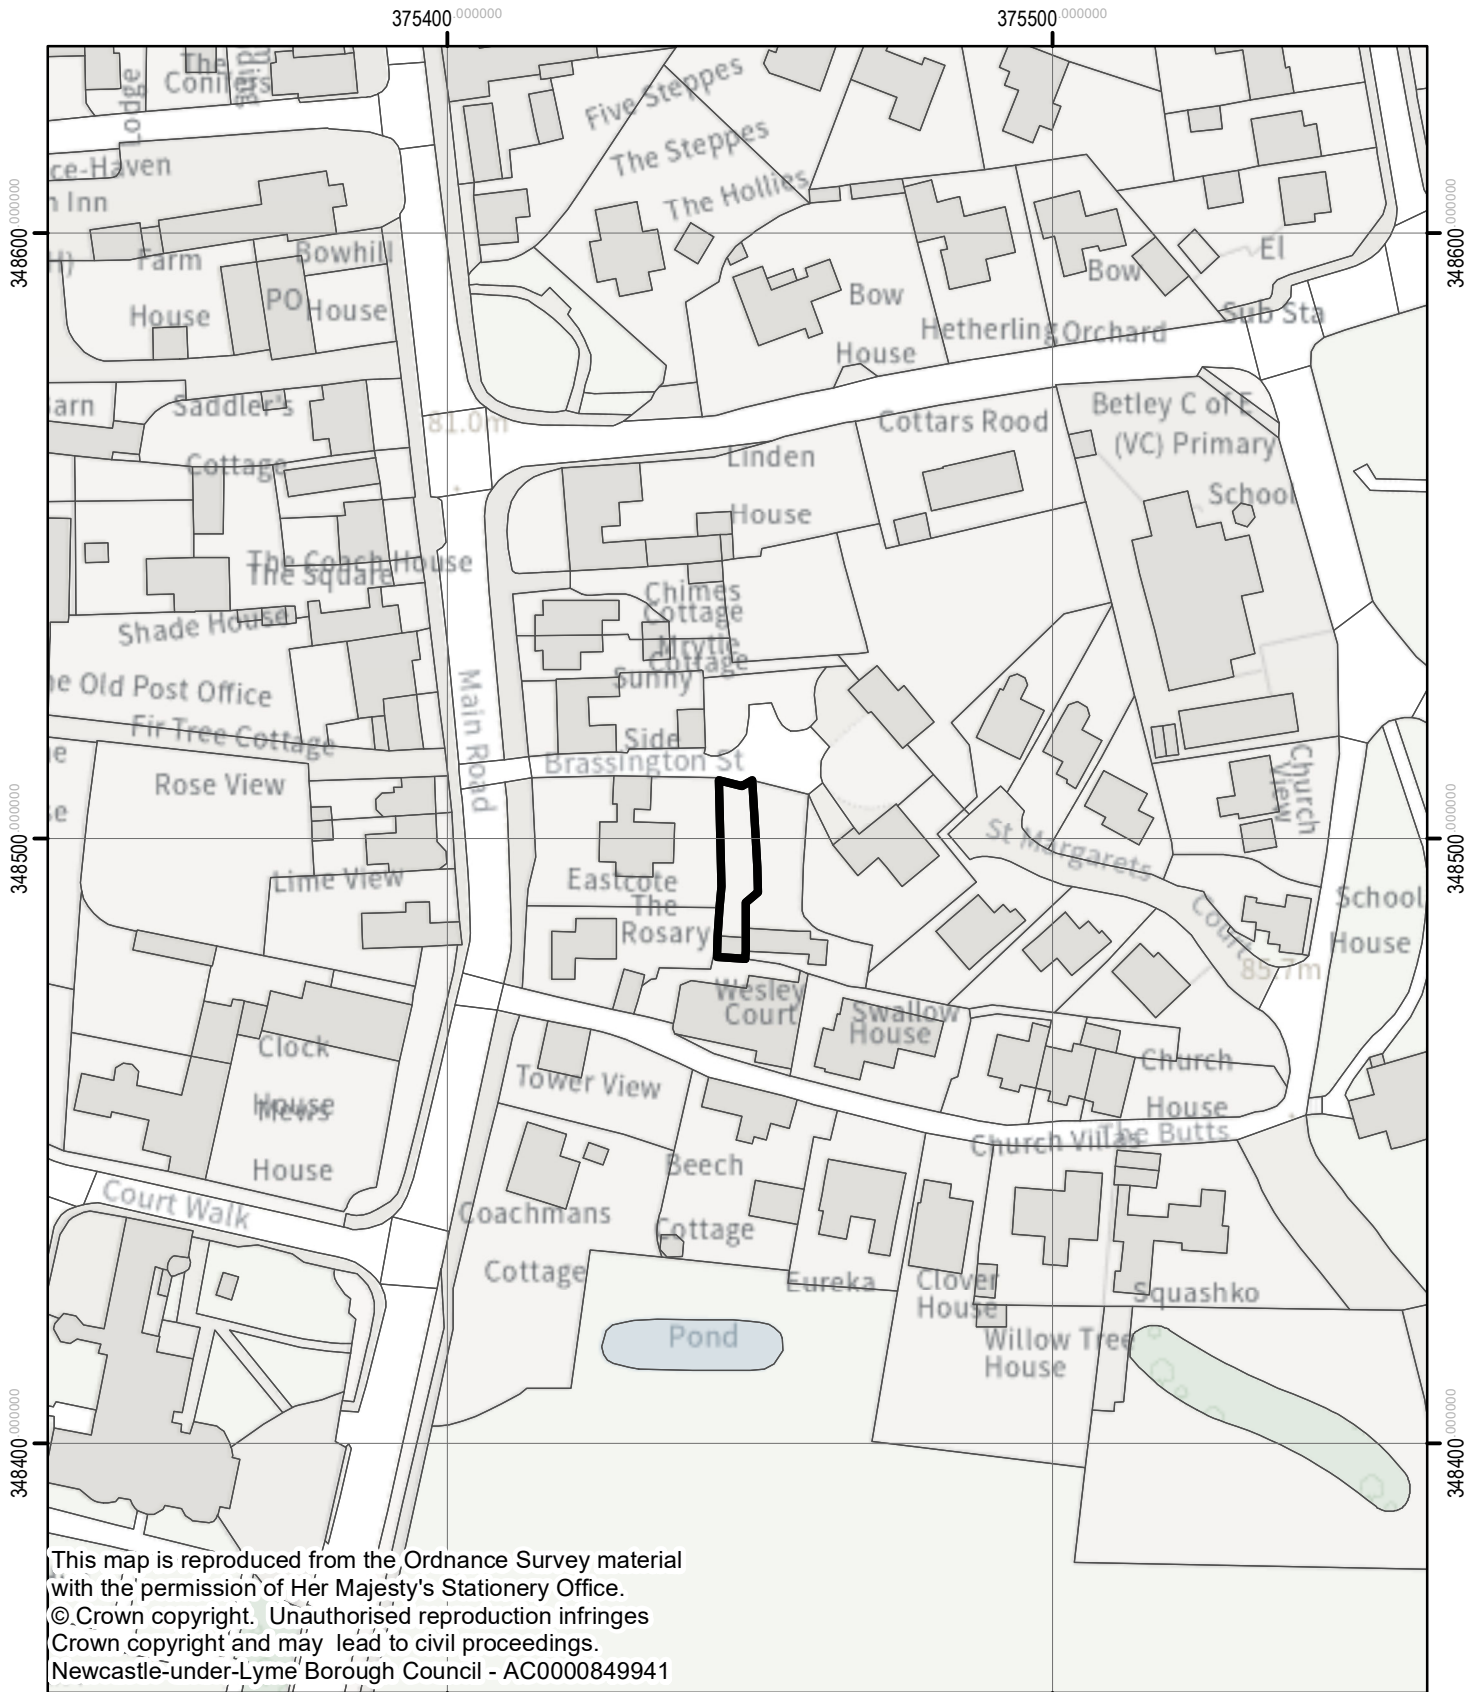 375400.000000
375500.000000
348600.000000
348600.000000
348500.000000
348500.000000
348400.000000
348400.000000
The
Conifers
Lodge
Five Steppes
The Steppes
The Hollies
ce-Haven
n Inn
H)
Farm
House
Bowhill
House
PO
El
Sub Sta
Bow
House
Bow
Hetherling
Orchard
arn
Saddler's
Cottage
81.0m
Linden
House
Cottars Rood
Betley C of E
(VC) Primary
School
The Coach House
The Square
Shade House
Chimes
Cottage
Mrytle
Cottage
Sunny
Side
e Old Post Office
Fir Tree Cottage
Main Road
Brassington St
Rose View
Lime View
Eastcote
The
Rosary
Church
View
St Margarets
Court
School
House
85.7m
Wesley
Court
Swallow
House
Clock
House
Mews
House
Tower View
Church
House
Church Villas
The Butts
Court Walk
Coachmans
Cottage
Beech
Cottage
Eureka
Clover
House
Squashko
Willow Tree
House
Pond
This map is reproduced from the Ordnance Survey material
with the permission of Her Majesty's Stationery Office.
© Crown copyright.  Unauthorised reproduction infringes
Crown copyright and may  lead to civil proceedings.
Newcastle-under-Lyme Borough Council - AC0000849941